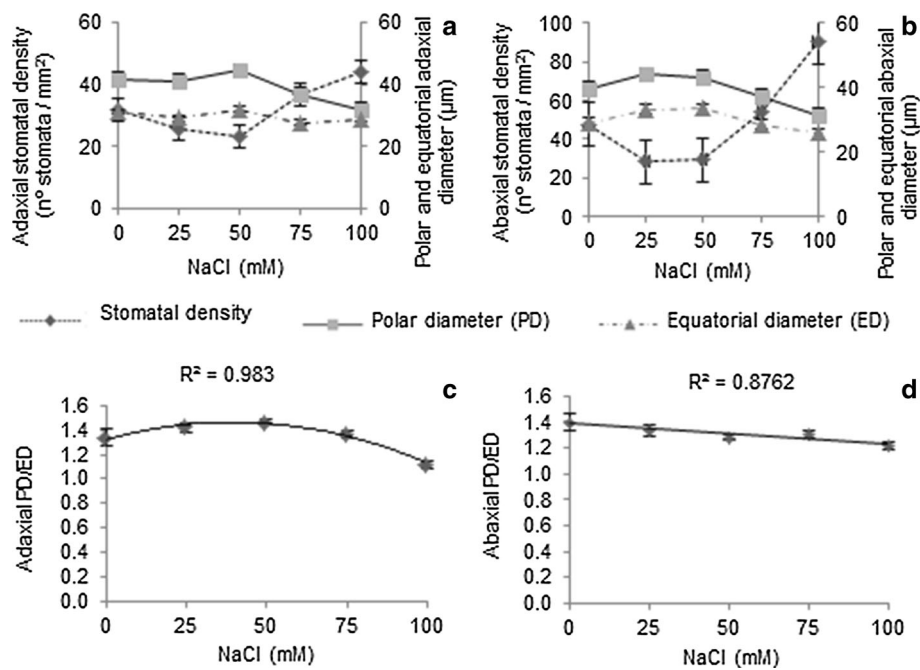 a
60
40
20
0
Adaxial stomatal density
(nº stomata / mm²)
60
40
20
0
Polar and equatorial adaxial
diameter (µm)
0 25 50 75 100
NaCl (mM)
b
100
80
60
40
20
0
Abaxial stomatal density
(nº stomata / mm²)
60
40
20
0
Polar and equatorial abaxial
diameter (µm)
0 25 50 75 100
NaCl (mM)
Stomatal density
Polar diameter (PD)
Equatorial diameter (ED)
R² = 0.983
c
1.6
1.4
1.2
1.0
0.8
0.6
0.4
0.2
0.0
Adaxial PD/ED
0 25 50 75 100
NaCl (mM)
R² = 0.8762
d
1.6
1.4
1.2
1.0
0.8
0.6
0.4
0.2
0.0
Abaxial PD/ED
0 25 50 75 100
NaCl (mM)